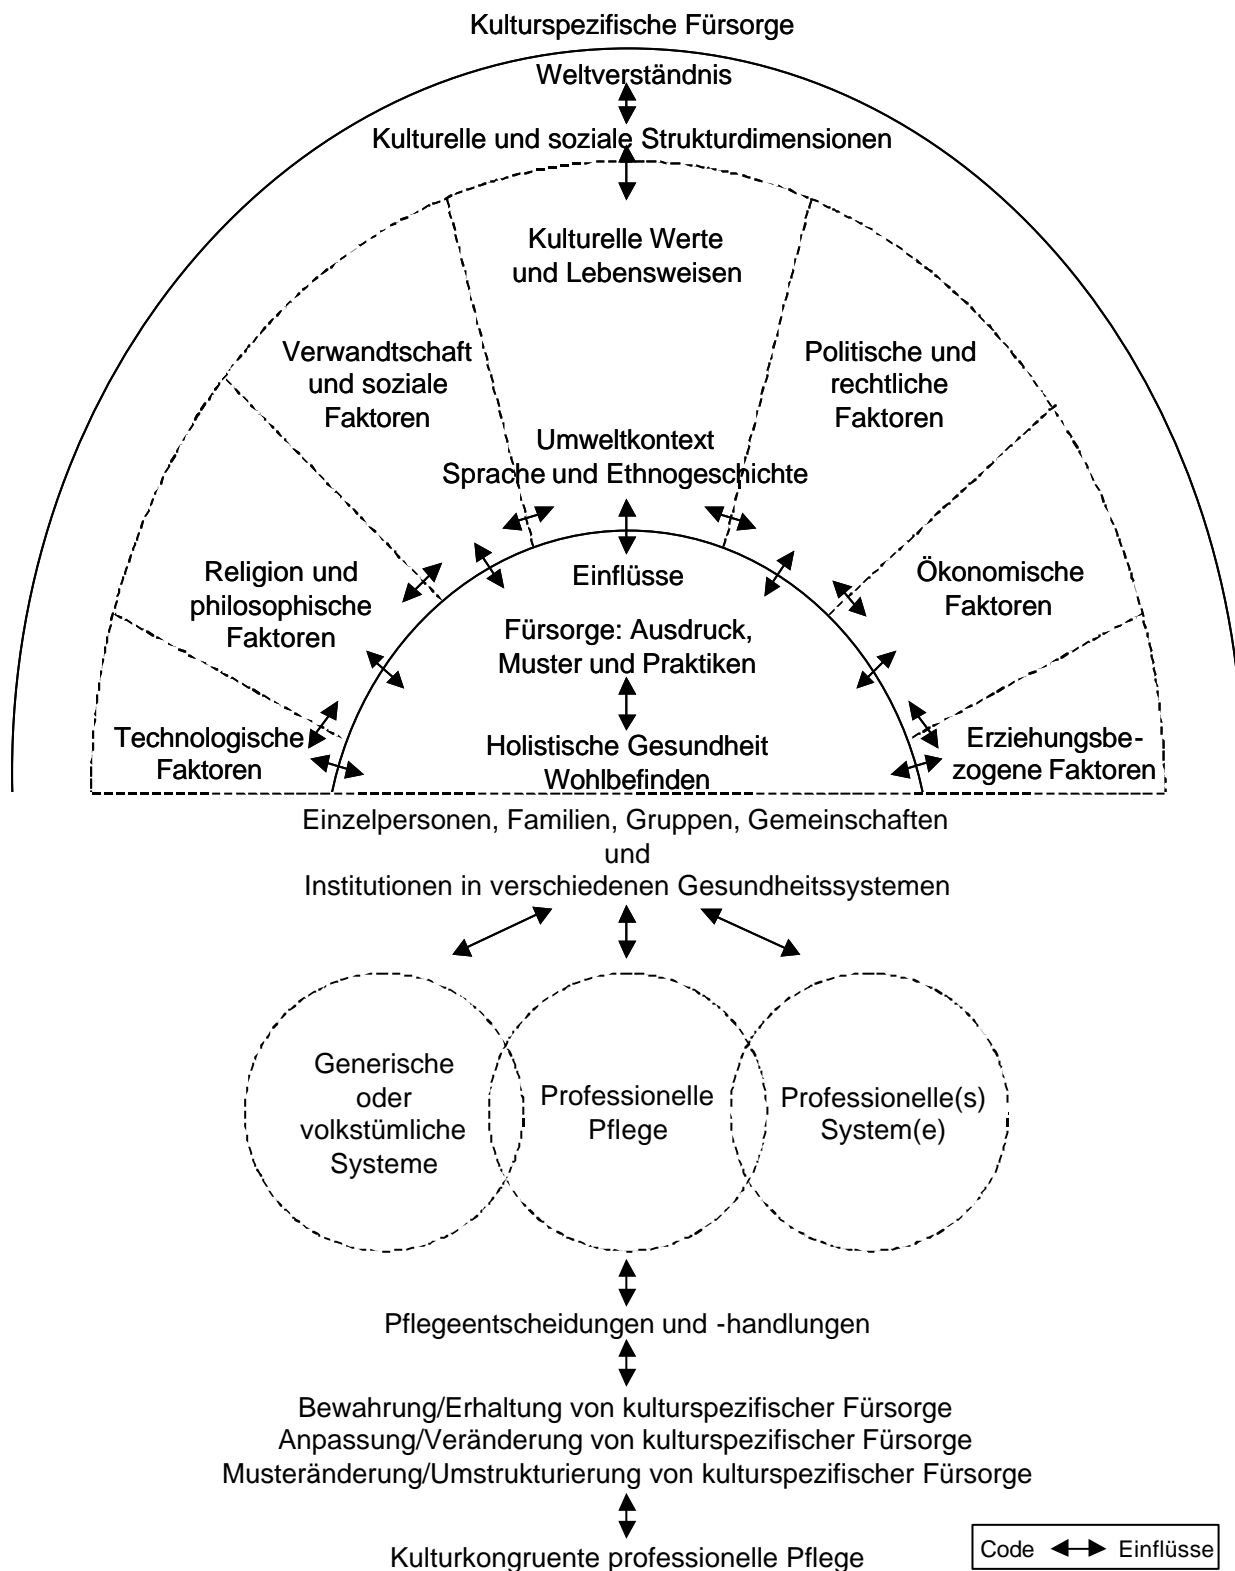 Kulturspezifische Fürsorge
Weltverständnis
Kulturelle und soziale Strukturdimensionen
Kulturelle Werte
und Lebensweisen
Verwandtschaft
und soziale
Faktoren
Politische und
rechtliche
Faktoren
Umweltkontext
Sprache und Ethnogeschichte
Religion und
philosophische
Faktoren
Einflüsse
Ökonomische
Faktoren
Fürsorge: Ausdruck,
Muster und Praktiken
Technologische
Faktoren
Holistische Gesundheit
Wohlbefinden
Erziehungsbe-
zogene Faktoren
Einzelpersonen, Familien, Gruppen, Gemeinschaften
und
Institutionen in verschiedenen Gesundheitssystemen
Generische
oder
volkstümliche
Systeme
Professionelle
Pflege
Professionelle(s)
System(e)
Pflegeentscheidungen und -handlungen
Bewahrung/Erhaltung von kulturspezifischer Fürsorge
Anpassung/Veränderung von kulturspezifischer Fürsorge
Musteränderung/Umstrukturierung von kulturspezifischer Fürsorge
Kulturkongruente professionelle Pflege
Code Einflüsse